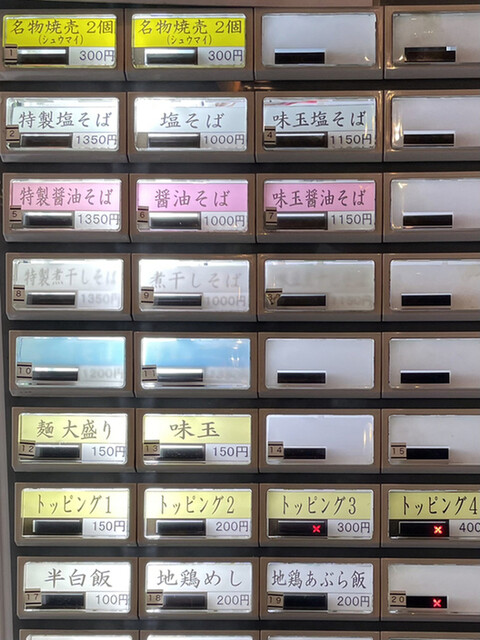 名物焼売 2個
(シュウマイ)
1
300円
名物焼売 2個
(シュウマイ)
300円
特製塩そば
2
1350円
塩そば
1000円
味玉塩そば
4
1150円
特製醤油そば
5
1350円
醤油そば
6
1000円
味玉醤油そば
7
1150円
特製煮干しそば
8
1350円
煮干しそば
9
1000円
10
1200円
11
麺 大盛り
12
150円
味玉
13
150円
14
15
トッピング1
150円
トッピング2
200円
トッピング3
300円
トッピング4
400
半白飯
17
100円
地鶏めし
18
200円
地鶏あぶら飯
19
200円
20